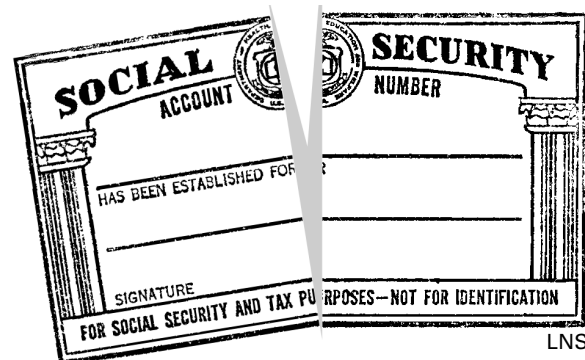 SOCIAL SECURITY
ACCOUNT NUMBER
HAS BEEN ESTABLISHED FOR
SIGNATURE
FOR SOCIAL SECURITY AND TAX PURPOSES—NOT FOR IDENTIFICATION
LNS